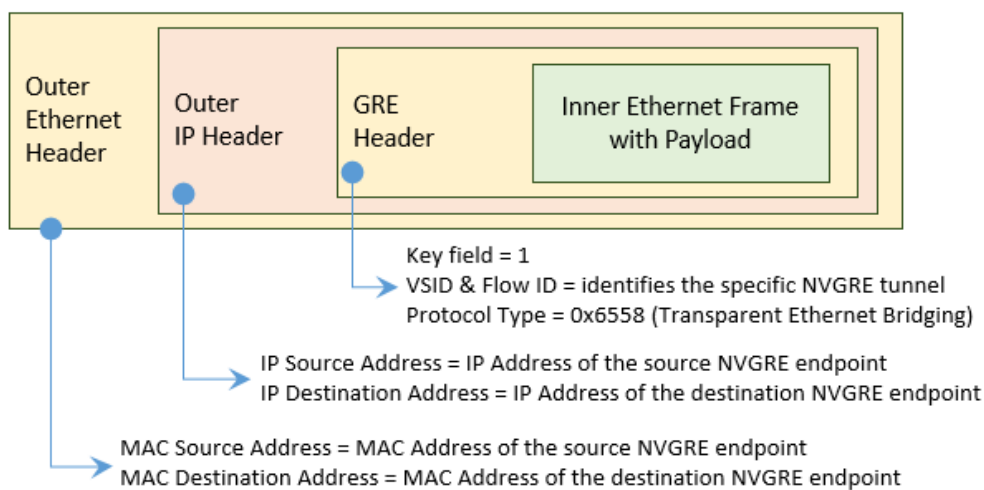 Outer
Ethernet
Header
Outer
IP Header
GRE
Header
Inner Ethernet Frame
with Payload
Key field = 1
VSID & Flow ID = identifies the specific NVGRE tunnel
Protocol Type = 0x6558 (Transparent Ethernet Bridging)
IP Source Address = IP Address of the source NVGRE endpoint
IP Destination Address = IP Address of the destination NVGRE endpoint
MAC Source Address = MAC Address of the source NVGRE endpoint
MAC Destination Address = MAC Address of the destination NVGRE endpoint